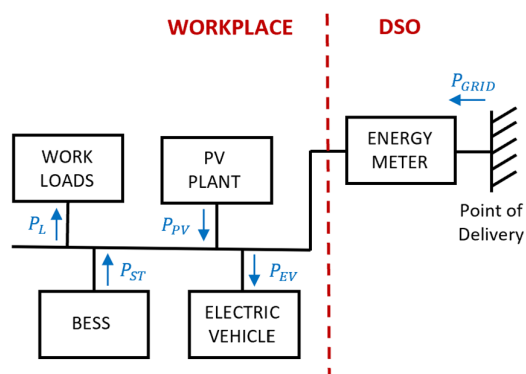 WORKPLACE
DSO
P_GRID
ENERGY
METER
WORK
LOADS
PV
PLANT
Point of
Delivery
P_L
P_PV
P_ST
P_EV
BESS
ELECTRIC
VEHICLE